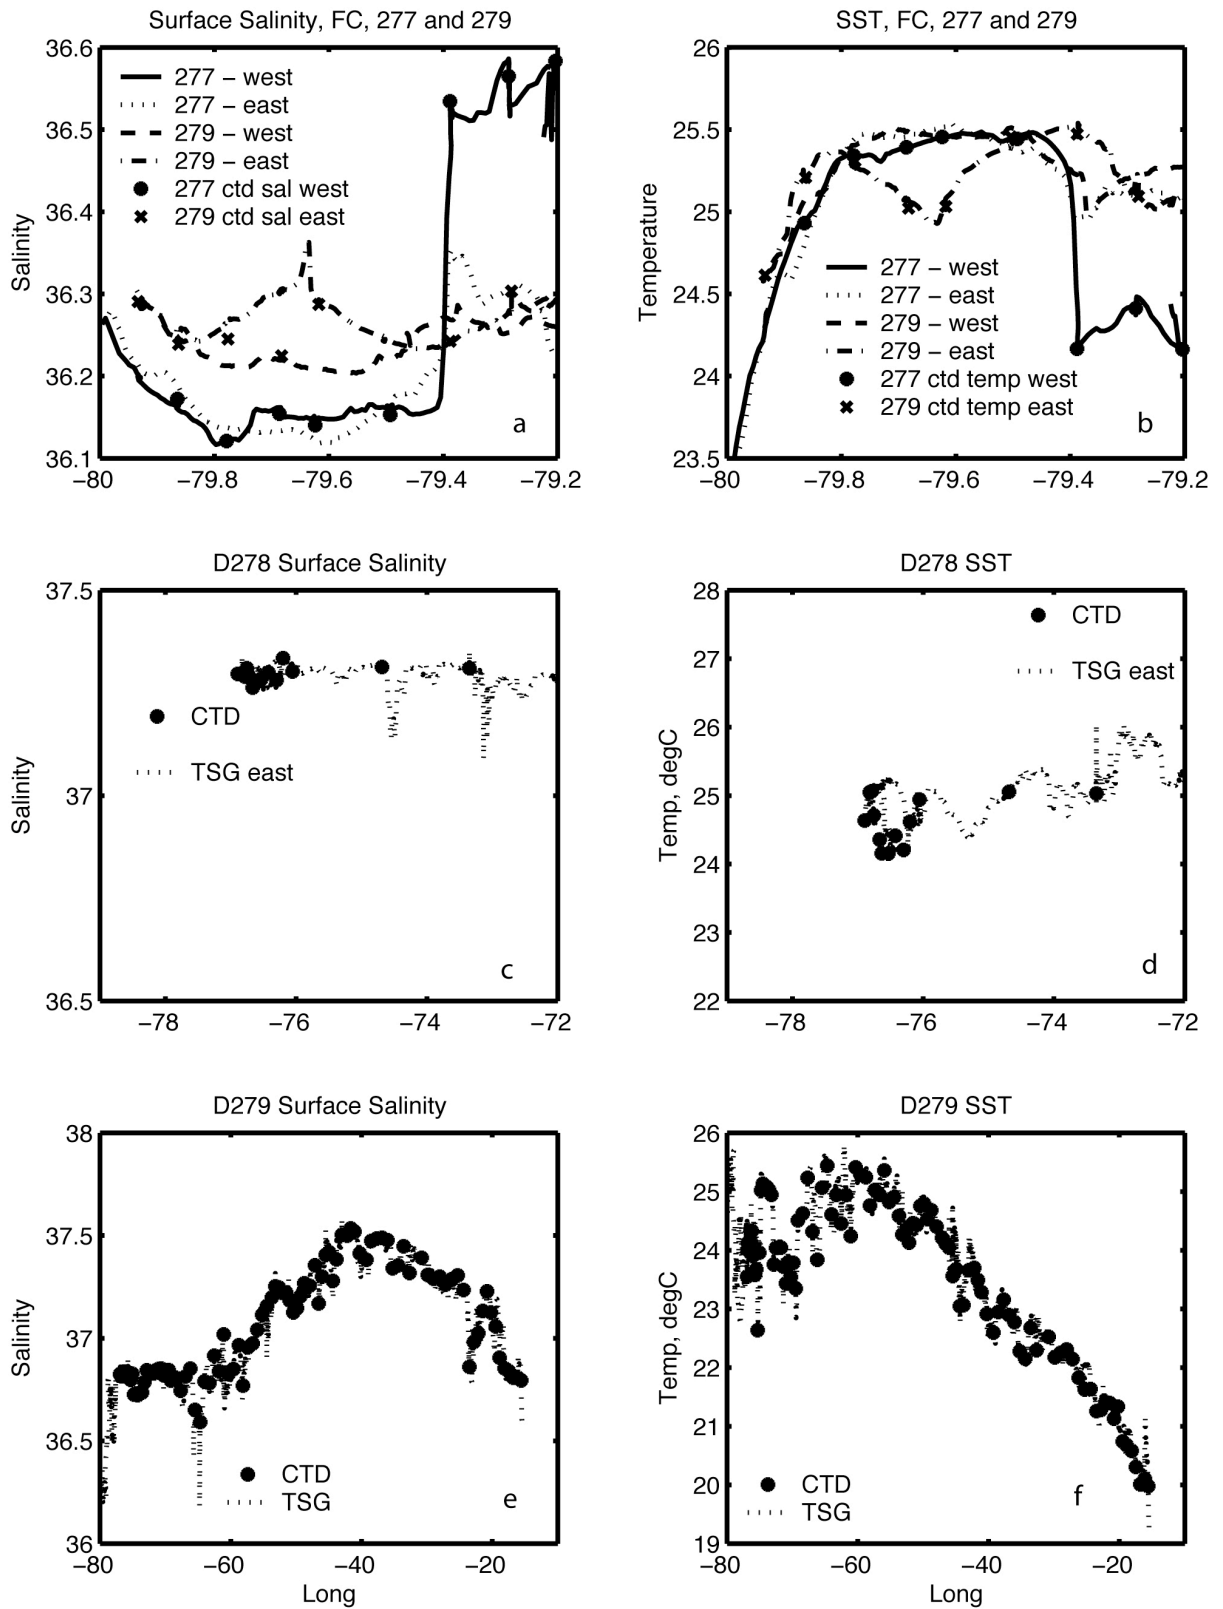 Surface Salinity, FC, 277 and 279
36.6
36.5
36.4
36.3
36.2
36.1
Salinity
277 − west
277 − east
279 − west
279 − east
277 ctd sal west
279 ctd sal east
a
−80
−79.8
−79.6
−79.4
−79.2
SST, FC, 277 and 279
26
25.5
25
24.5
24
23.5
Temperature
277 − west
277 − east
279 − west
279 − east
277 ctd temp west
279 ctd temp east
b
−80
−79.8
−79.6
−79.4
−79.2
D278 Surface Salinity
37.5
37
36.5
Salinity
CTD
TSG east
c
−78
−76
−74
−72
D278 SST
28
27
26
25
24
23
22
Temp, degC
CTD
TSG east
d
−78
−76
−74
−72
D279 Surface Salinity
38
37.5
37
36.5
36
Salinity
CTD
TSG
e
−80
−60
−40
−20
Long
D279 SST
26
25
24
23
22
21
20
19
Temp, degC
CTD
TSG
f
−80
−60
−40
−20
Long